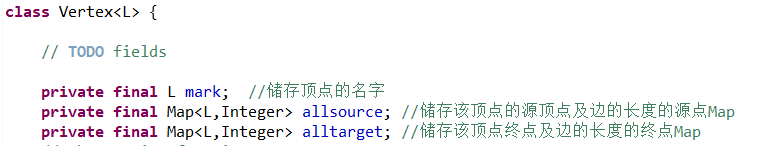 class Vertex<L> {
// TODO fields
private final L mark; //储存顶点的名字
private final Map<L,Integer> allsource; //储存该顶点的源顶点及边的长度的源点Map
private final Map<L,Integer> alltarget; //储存该顶点终点及边的长度的终点Map